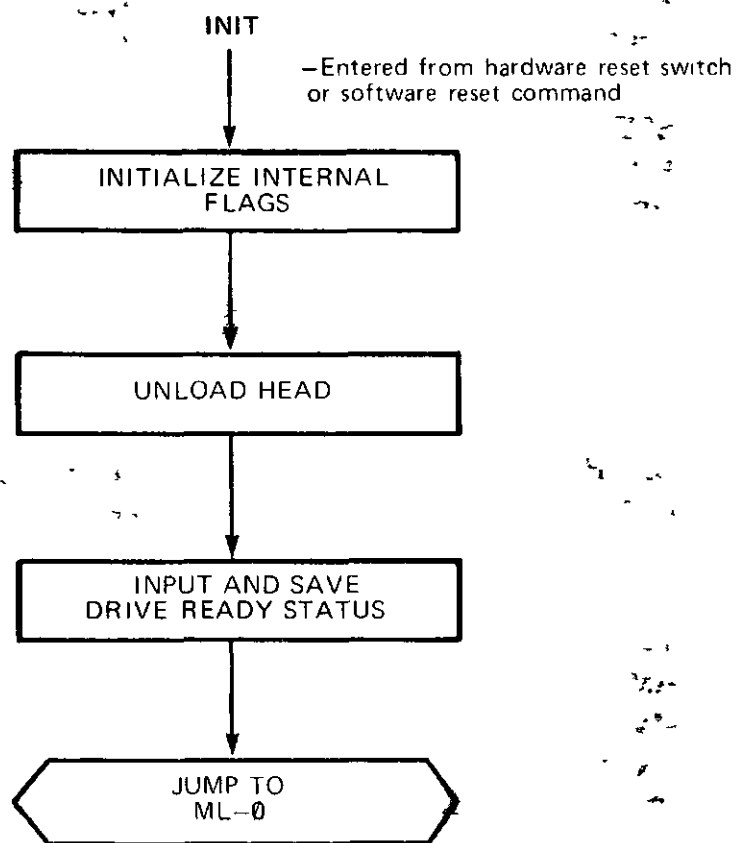 INIT
–Entered from hardware reset switch
or software reset command
INITIALIZE INTERNAL
FLAGS
UNLOAD HEAD
INPUT AND SAVE
DRIVE READY STATUS
JUMP TO
ML–0